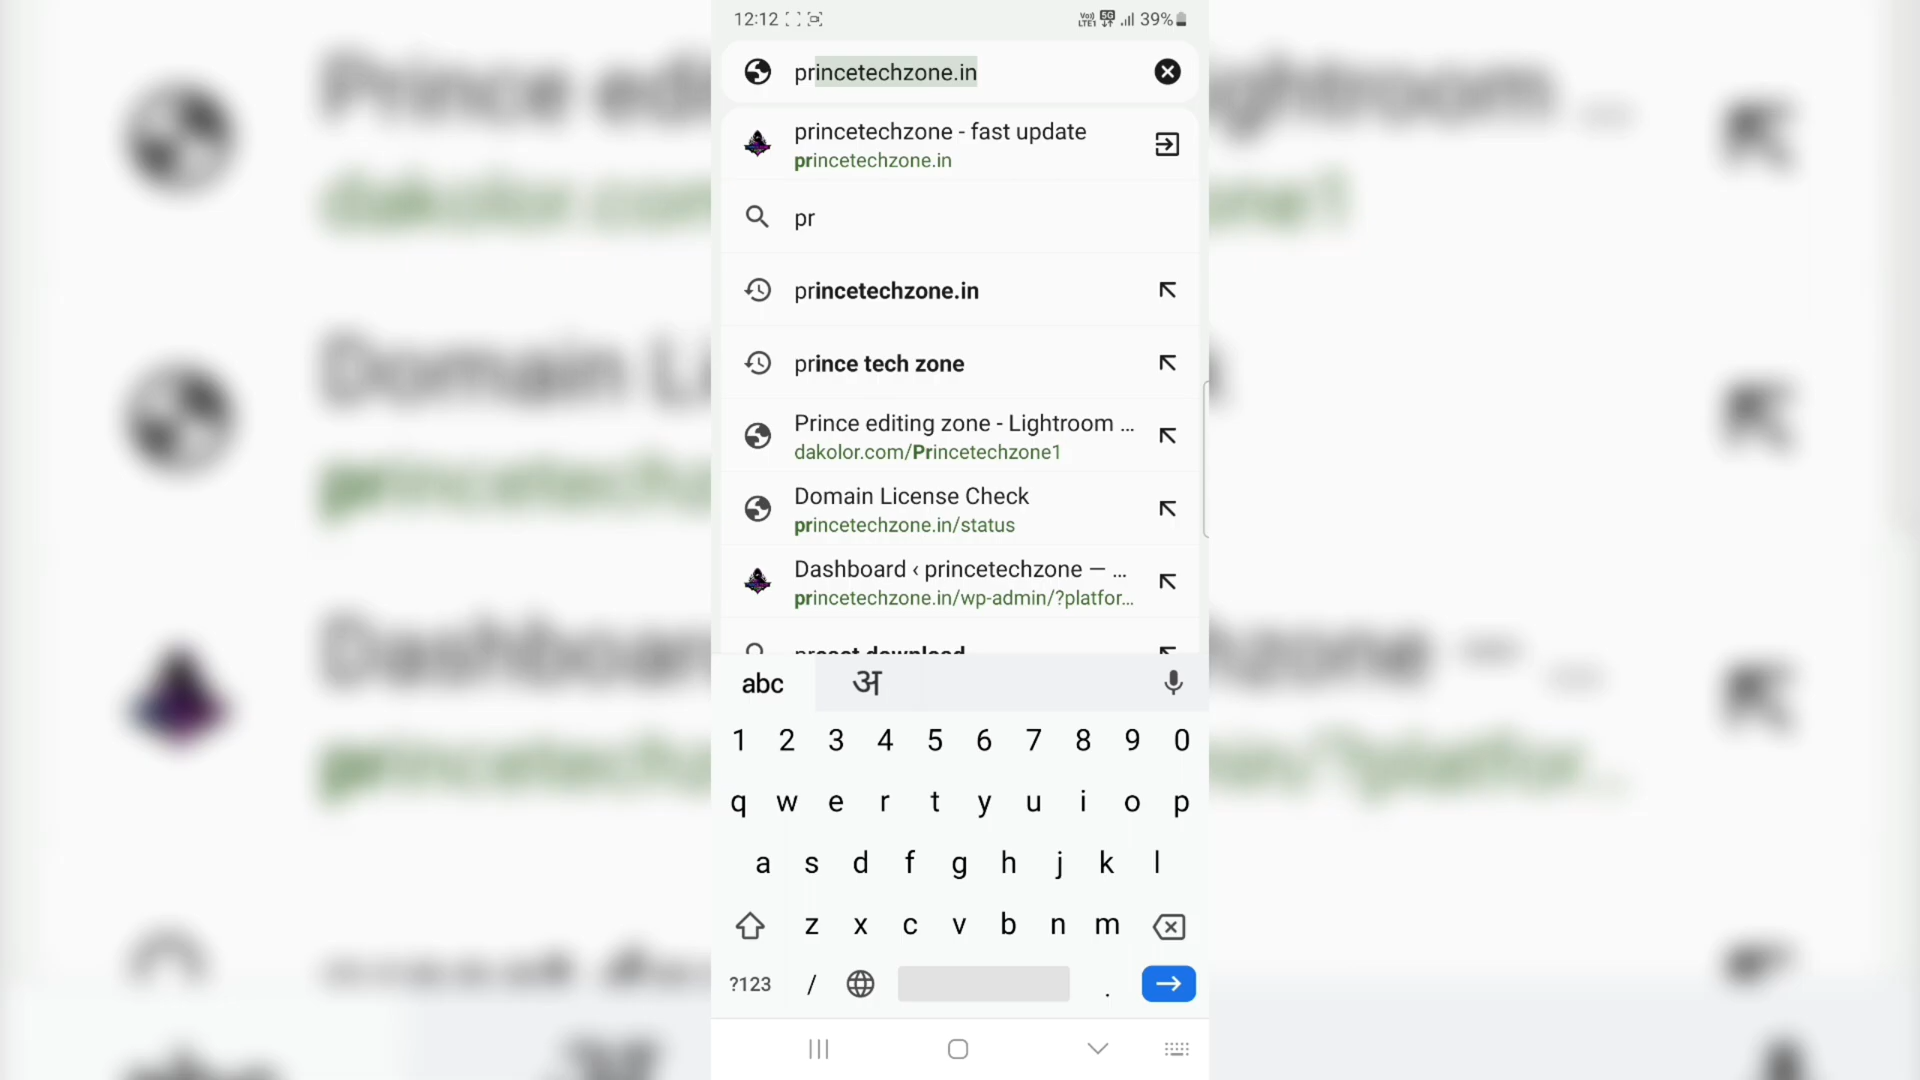 12:12 39%
princetechzone.in
princetechzone - fast update
princetechzone.in
pr
princetechzone.in
prince tech zone
Prince editing zone - Lightroom ...
dakolor.com/Princetechzone1
Domain License Check
princetechzone.in/status
Dashboard ‹ princetechzone — ...
princetechzone.in/wp-admin/?platfor...
preset download
abc अ
1 2 3 4 5 6 7 8 9 0
q w e r t y u i o p
a s d f g h j k l
z x c v b n m
?123 / .